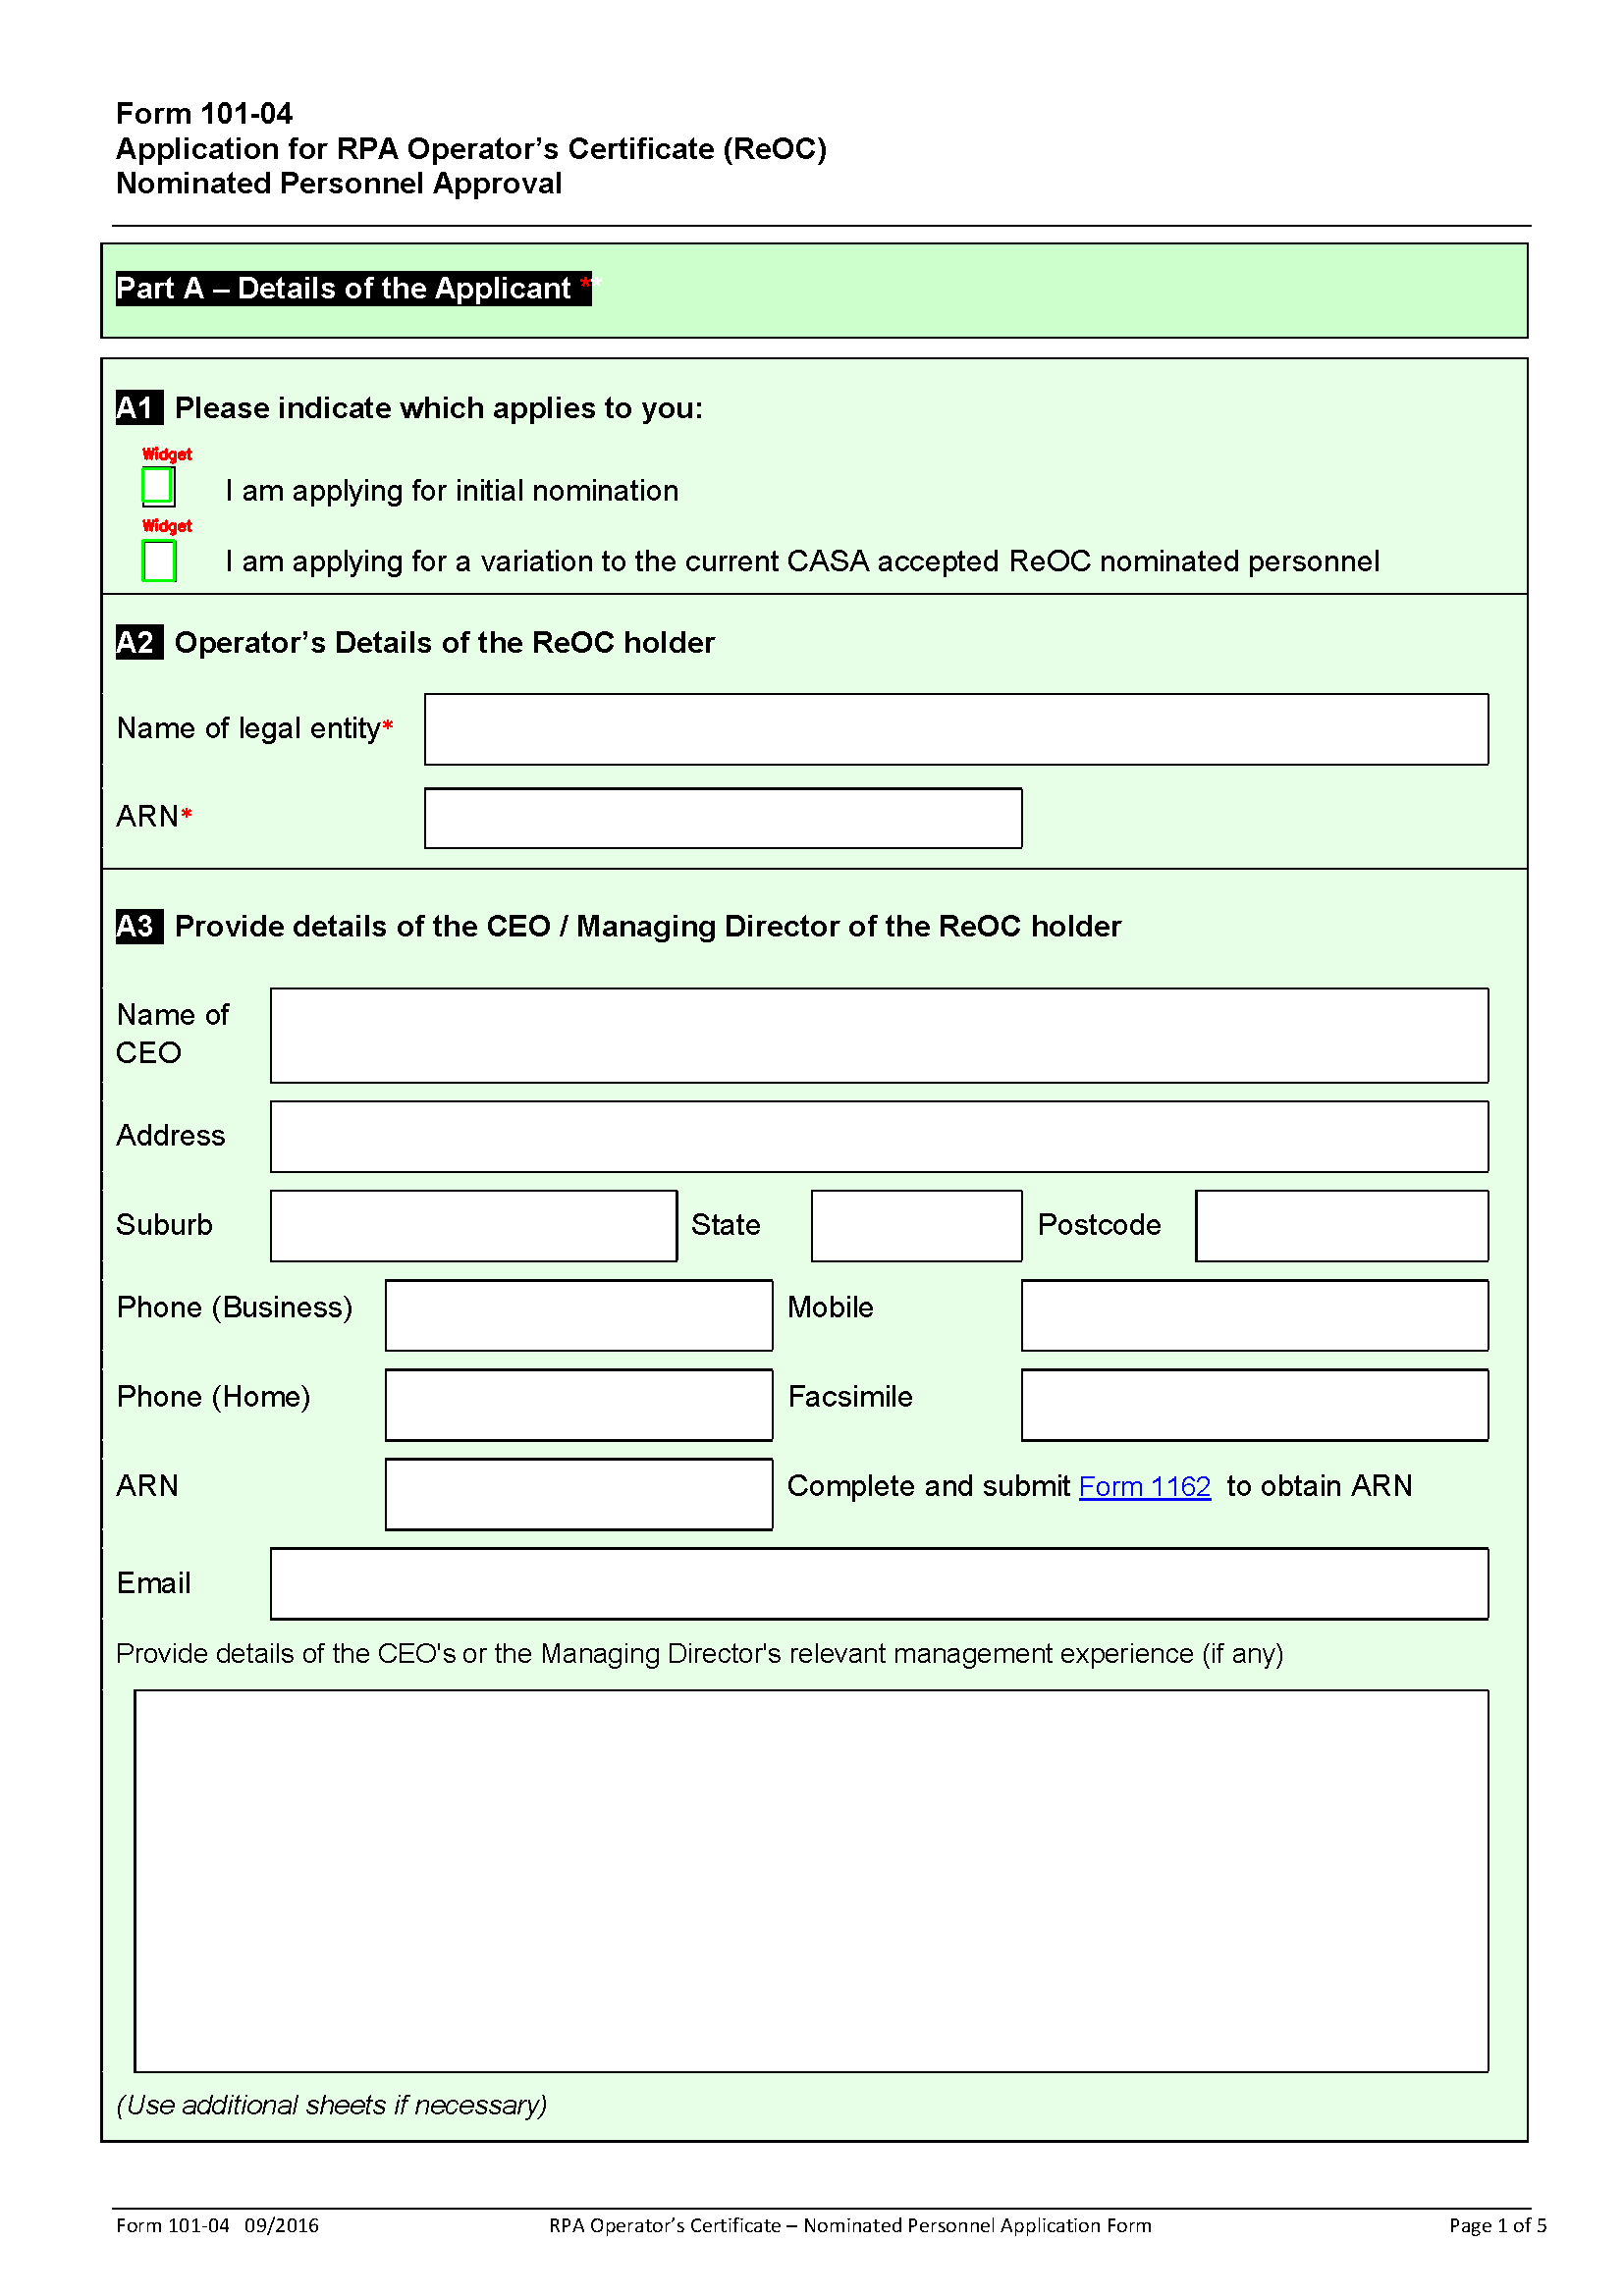 Form 101-04
Application for RPA Operator’s Certificate (ReOC)
Nominated Personnel Approval
Part A – Details of the Applicant **
A1 Please indicate which applies to you:
Widget
I am applying for initial nomination
Widget
I am applying for a variation to the current CASA accepted ReOC nominated personnel
A2 Operator’s Details of the ReOC holder
Name of legal entity*
ARN*
A3 Provide details of the CEO / Managing Director of the ReOC holder
Name of
CEO
Address
Suburb State Postcode
Phone (Business) Mobile
Phone (Home) Facsimile
ARN Complete and submit Form 1162 to obtain ARN
Email
Provide details of the CEO's or the Managing Director's relevant management experience (if any)
(Use additional sheets if necessary)
Form 101-04 09/2016 RPA Operator’s Certificate – Nominated Personnel Application Form Page 1 of 5